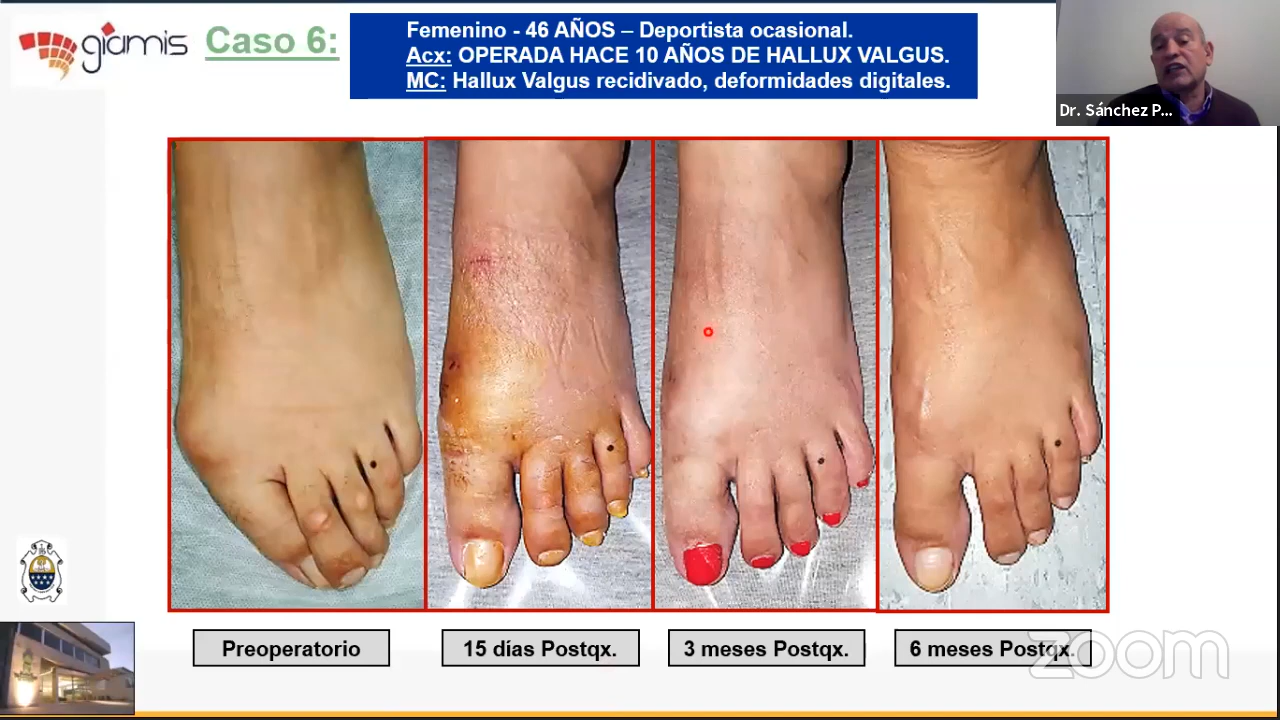 giamis
Caso 6:
Femenino - 46 AÑOS – Deportista ocasional.
Acx: OPERADA HACE 10 AÑOS DE HALLUX VALGUS.
MC: Hallux Valgus recidivado, deformidades digitales.
Dr. Sánchez P...
Preoperatorio
15 días Postqx.
3 meses Postqx.
6 meses Postqx.
zoom